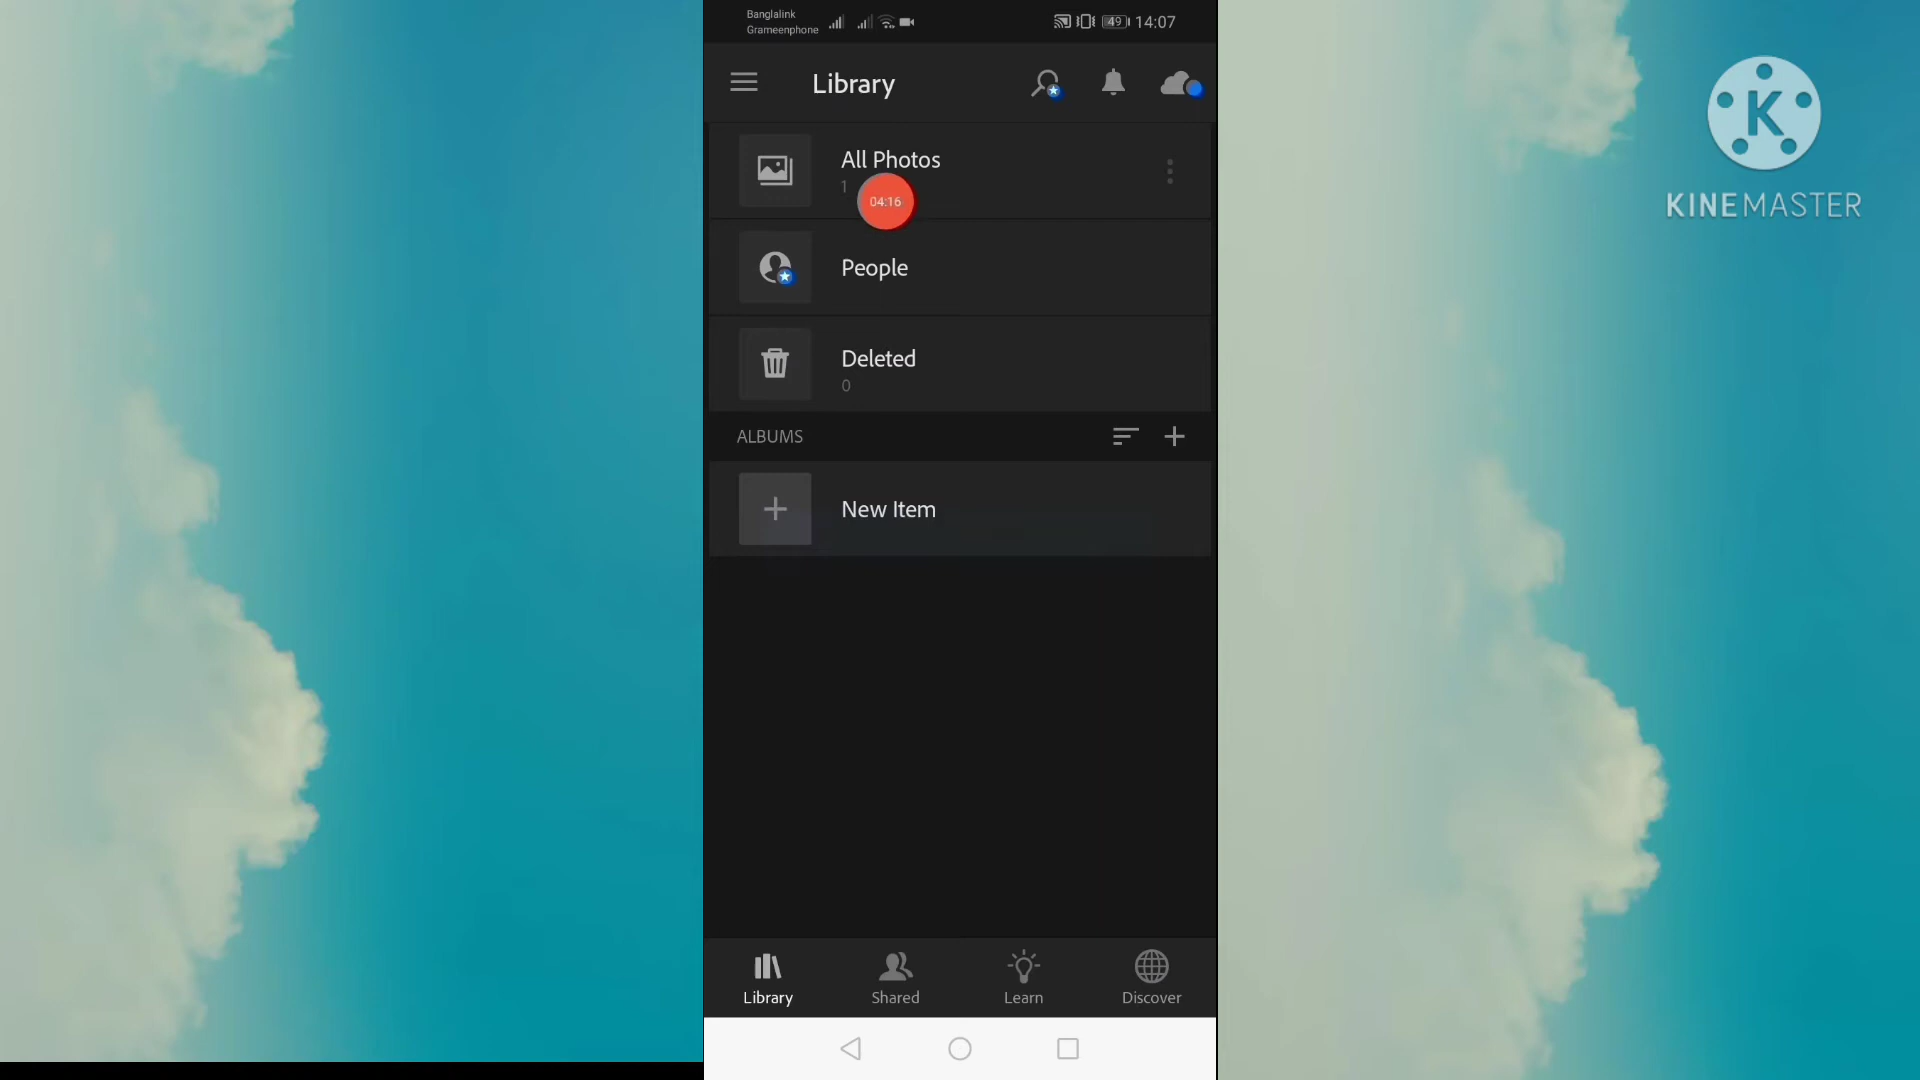 Banglalink
Grameenphone
49
14:07
K
KINEMASTER
Library
All Photos
1
04:16
People
Deleted
0
ALBUMS
New Item
Library
Shared
Learn
Discover